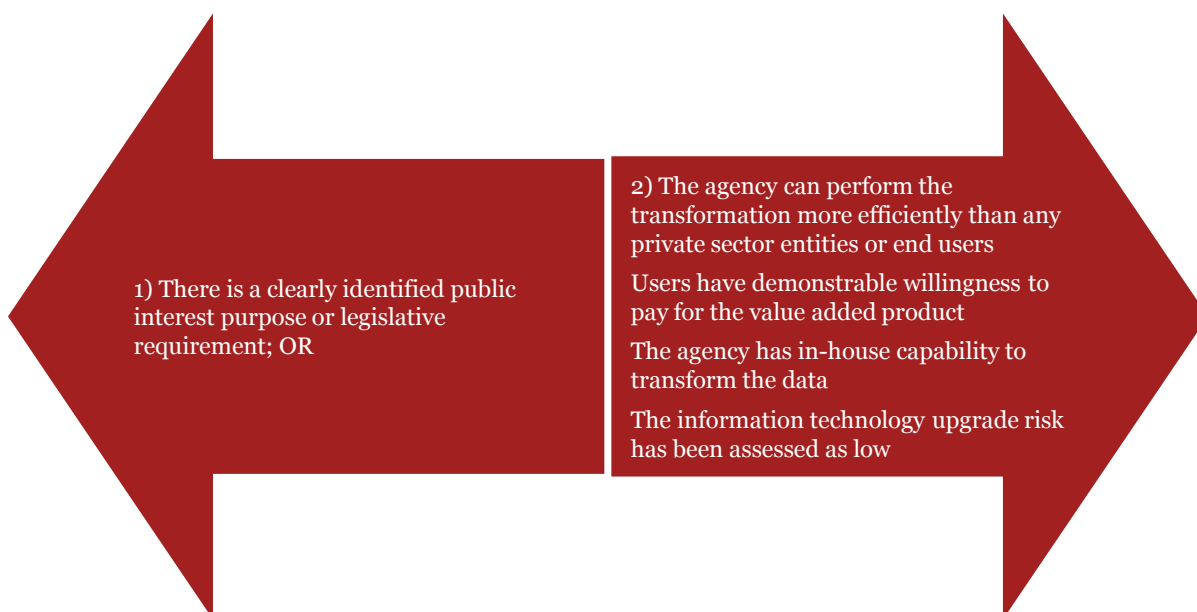 1) There is a clearly identified public
interest purpose or legislative
requirement; OR
2) The agency can perform the
transformation more efficiently than any
private sector entities or end users
Users have demonstrable willingness to
pay for the value added product
The agency has in-house capability to
transform the data
The information technology upgrade risk
has been assessed as low